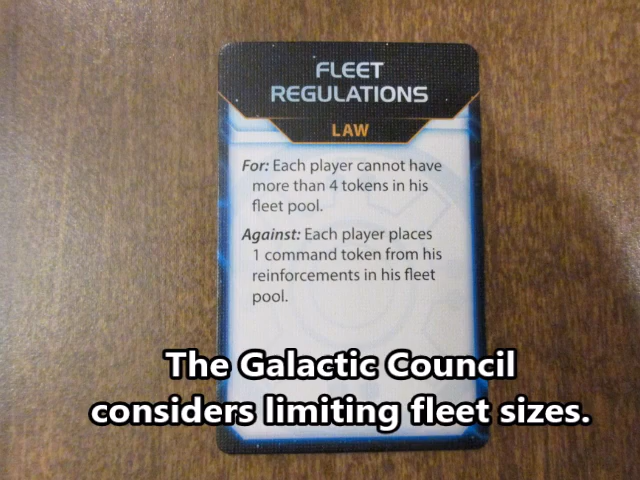 FLEET
REGULATIONS
LAW
For: Each player cannot have
more than 4 tokens in his
fleet pool.
Against: Each player places
1 command token from his
reinforcements in his fleet
pool.
The Galactic Council
considers limiting fleet sizes.